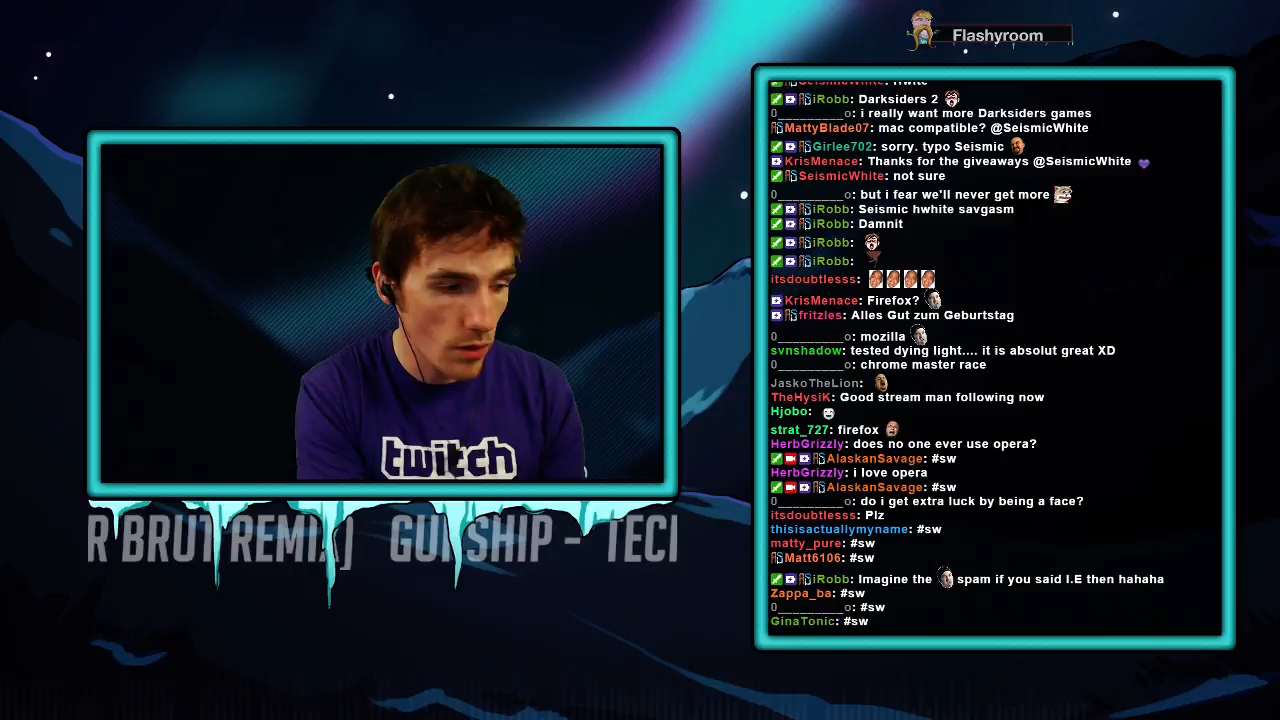 Flashyroom
SeismicWhite: Hwite
iRobb: Darksiders 2
0_________o: i really want more Darksiders games
MattyBlade07: mac compatible? @SeismicWhite
Girlee702: sorry. typo Seismic
KrisMenace: Thanks for the giveaways @SeismicWhite
SeismicWhite: not sure
0_________o: but i fear we'll never get more
iRobb: Seismic hwhite savgasm
iRobb: Damnit
iRobb:
iRobb:
itsdoubtlesss:
KrisMenace: Firefox?
fritzles: Alles Gut zum Geburtstag
0_________o: mozilla
svnshadow: tested dying light.... it is absolut great XD
0_________o: chrome master race
JaskoTheLion:
TheHysiK: Good stream man following now
Hjobo:
strat_727: firefox
HerbGrizzly: does no one ever use opera?
AlaskanSavage: #sw
HerbGrizzly: i love opera
AlaskanSavage: #sw
0_________o: do i get extra luck by being a face?
itsdoubtlesss: Plz
thisisactuallymyname: #sw
matty_pure: #sw
Matt6106: #sw
iRobb: Imagine the spam if you said I.E then hahaha
Zappa_ba: #sw
0_________o: #sw
GinaTonic: #sw
twitch
R BRUT REMIX] GUNSHIP - TECH